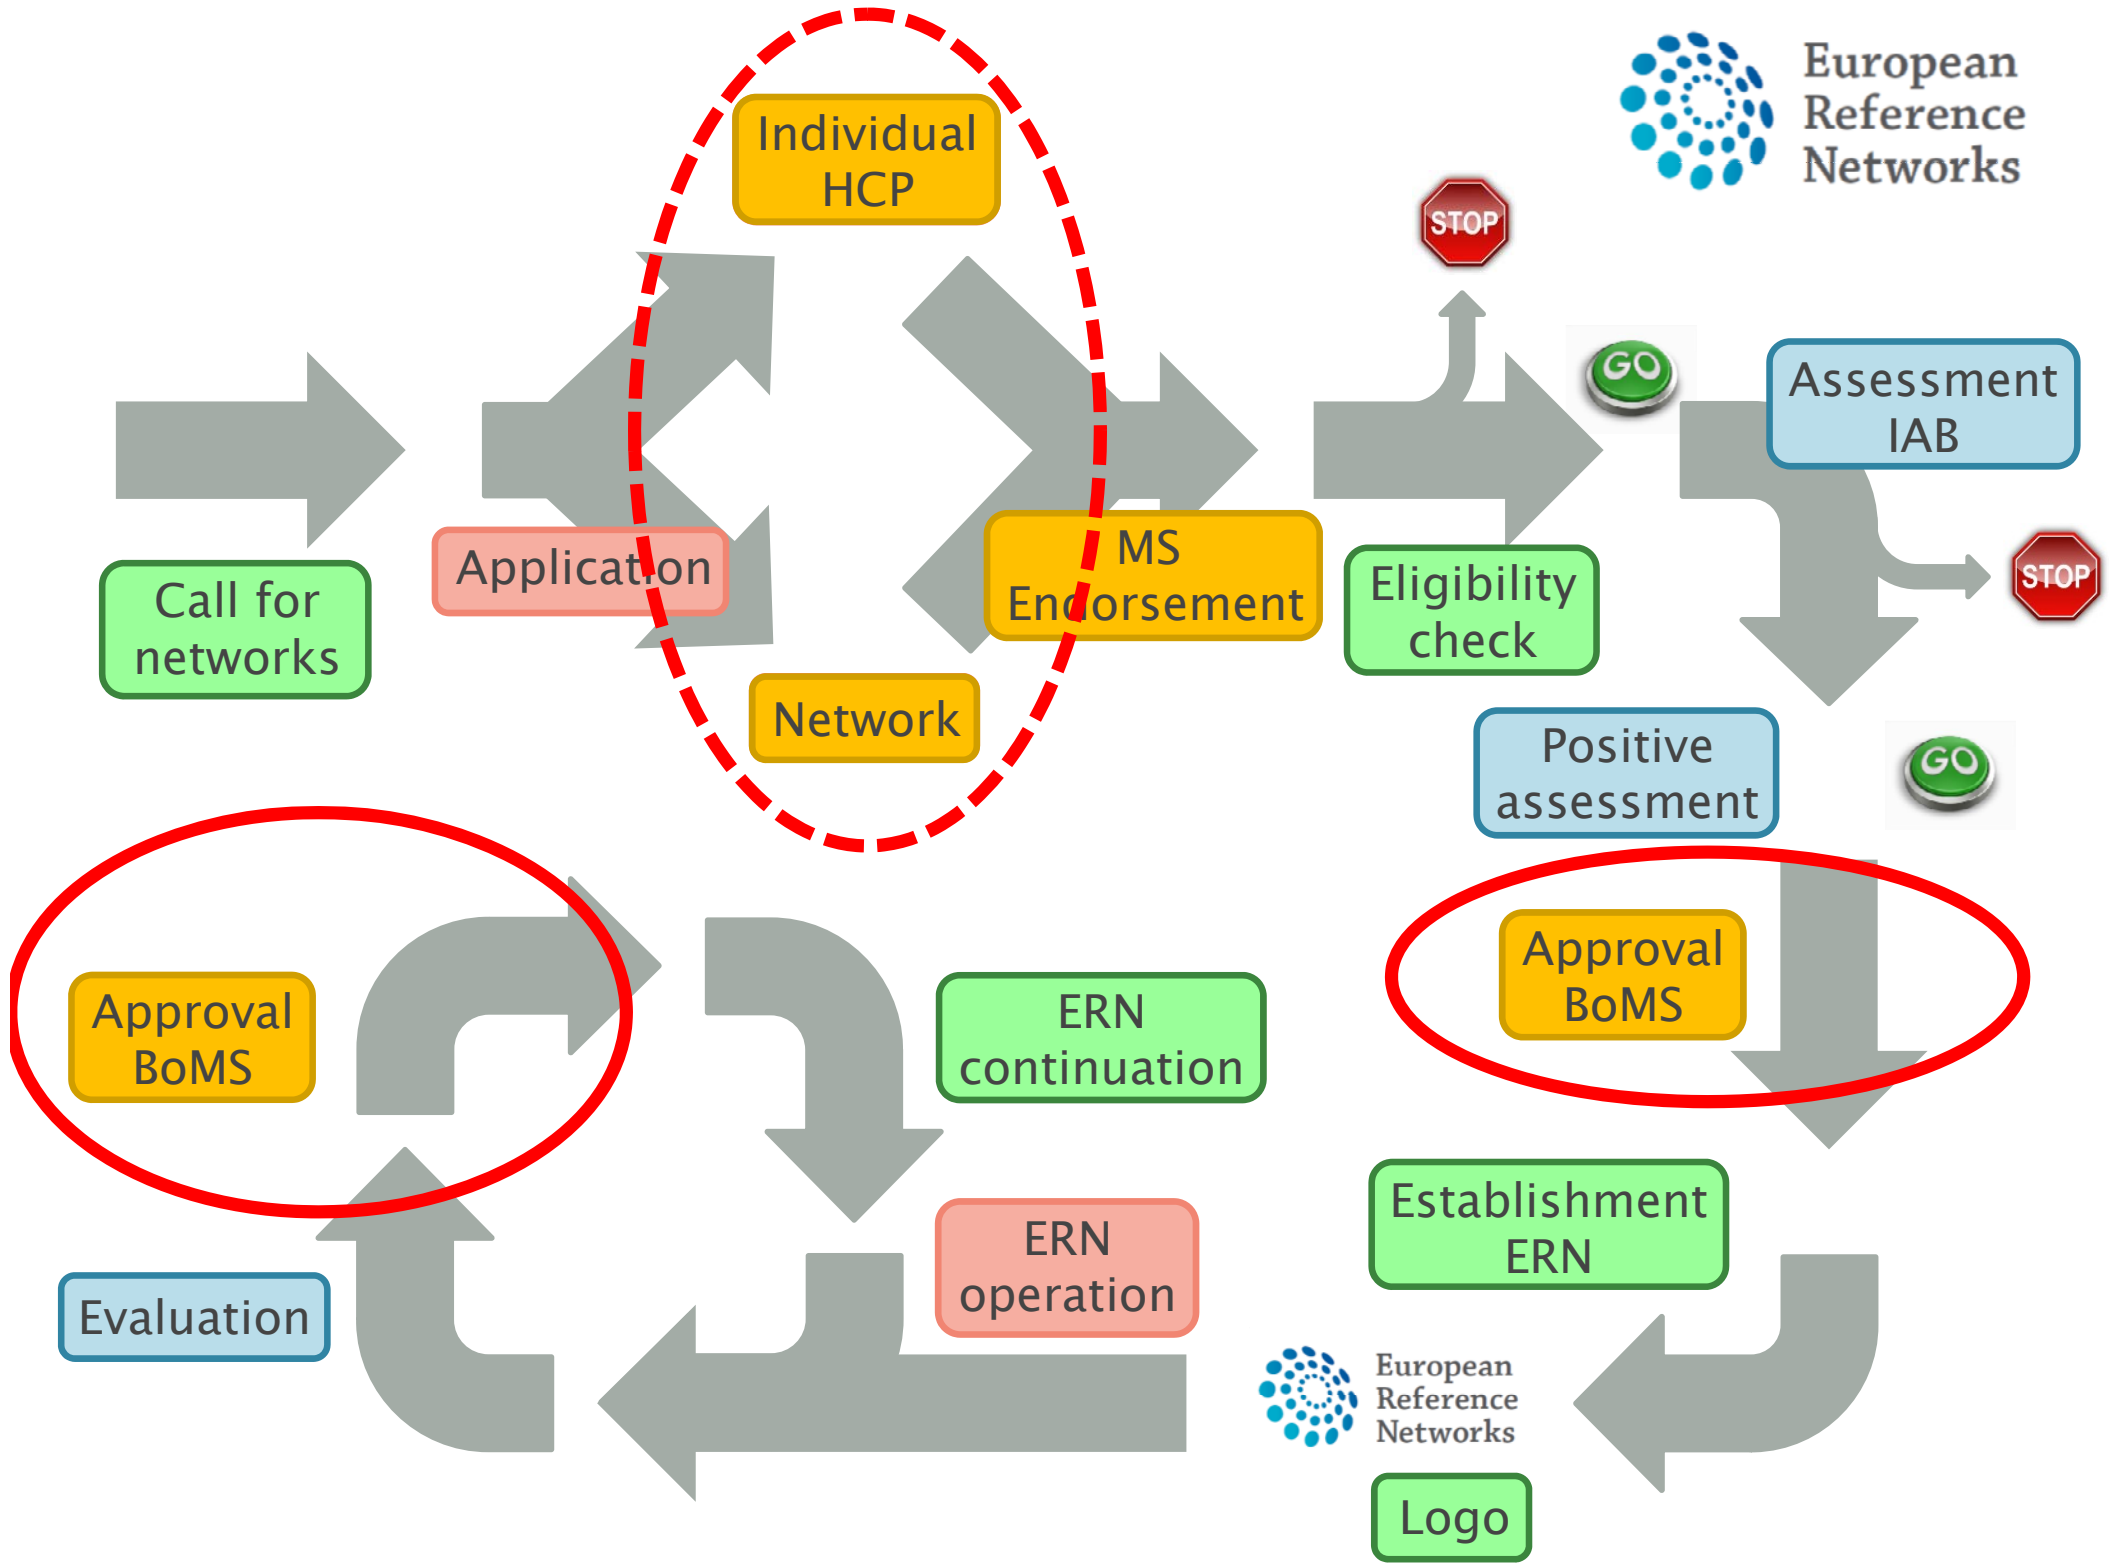 European
Reference
Networks
Individual
HCP
STOP
GO
Assessment
IAB
Application
MS
Endorsement
Eligibility
check
STOP
Call for
networks
Network
Positive
assessment
GO
Approval
BoMS
Approval
BoMS
ERN
continuation
Establishment
ERN
ERN
operation
Evaluation
European
Reference
Networks
Logo